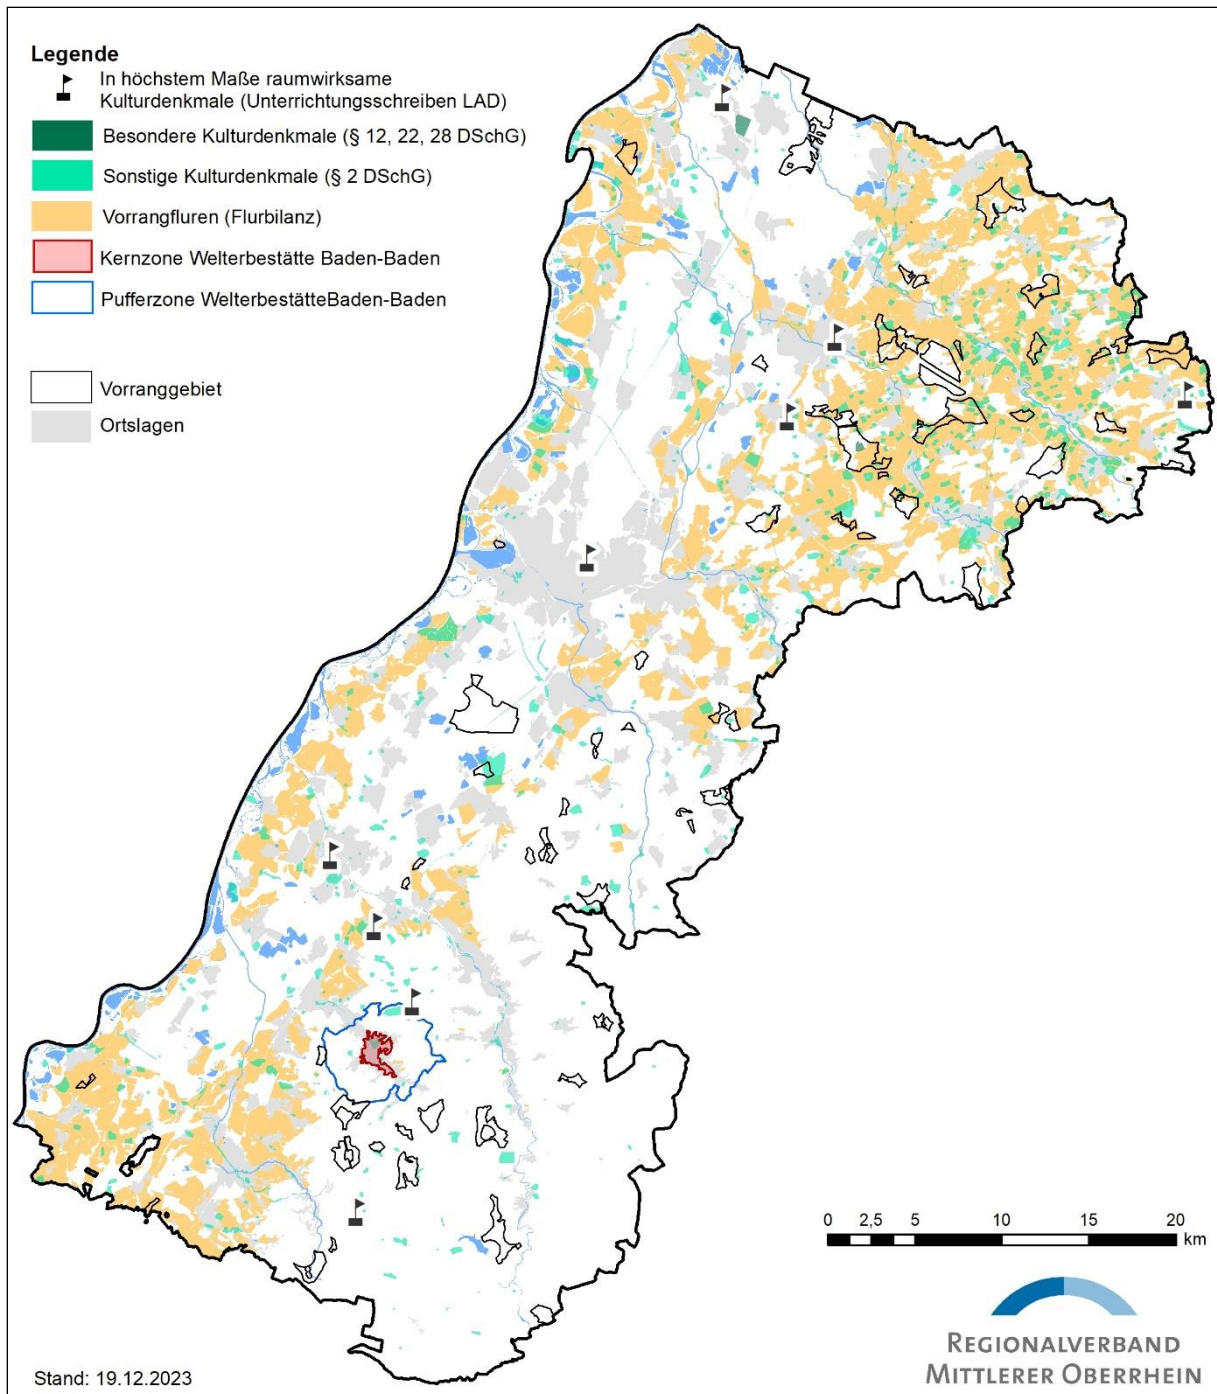 Legende
In höchstem Maße raumwirksame
Kulturdenkmale (Unterrichtungsschreiben LAD)
Besondere Kulturdenkmale (§ 12, 22, 28 DSchG)
Sonstige Kulturdenkmale (§ 2 DSchG)
Vorrangfluren (Flurbilanz)
Kernzone Welterbestätte Baden-Baden
Pufferzone WelterbestätteBaden-Baden
Vorranggebiet
Ortslagen
0 2,5 5 10 15 20
km
REGIONALVERBAND
MITTLERER OBERRHEIN
Stand: 19.12.2023